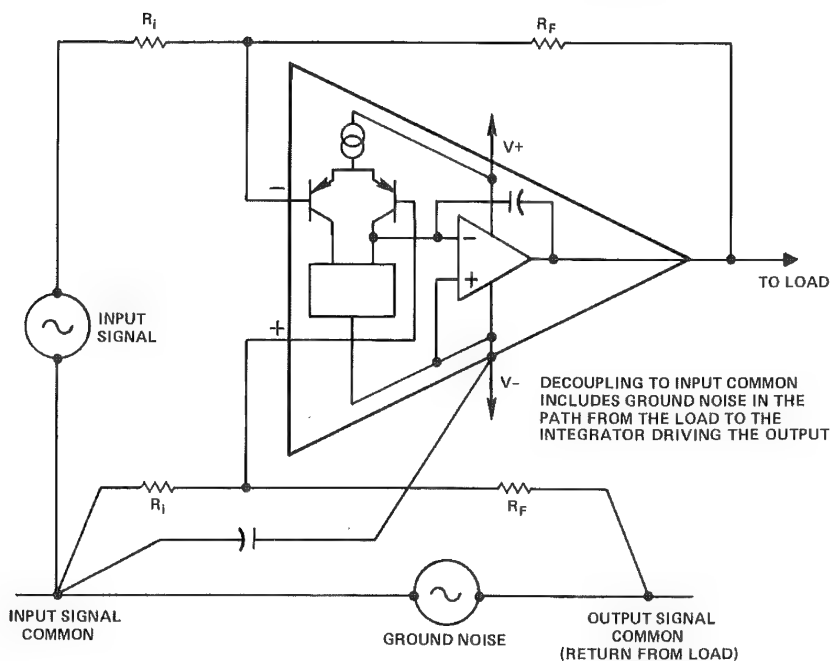 Ri
RF
V+
−
−
+
TO LOAD
INPUT
SIGNAL
+
V−
DECOUPLING TO INPUT COMMON
INCLUDES GROUND NOISE IN THE
PATH FROM THE LOAD TO THE
INTEGRATOR DRIVING THE OUTPUT
Ri
RF
INPUT SIGNAL
COMMON
GROUND NOISE
OUTPUT SIGNAL
COMMON
(RETURN FROM LOAD)